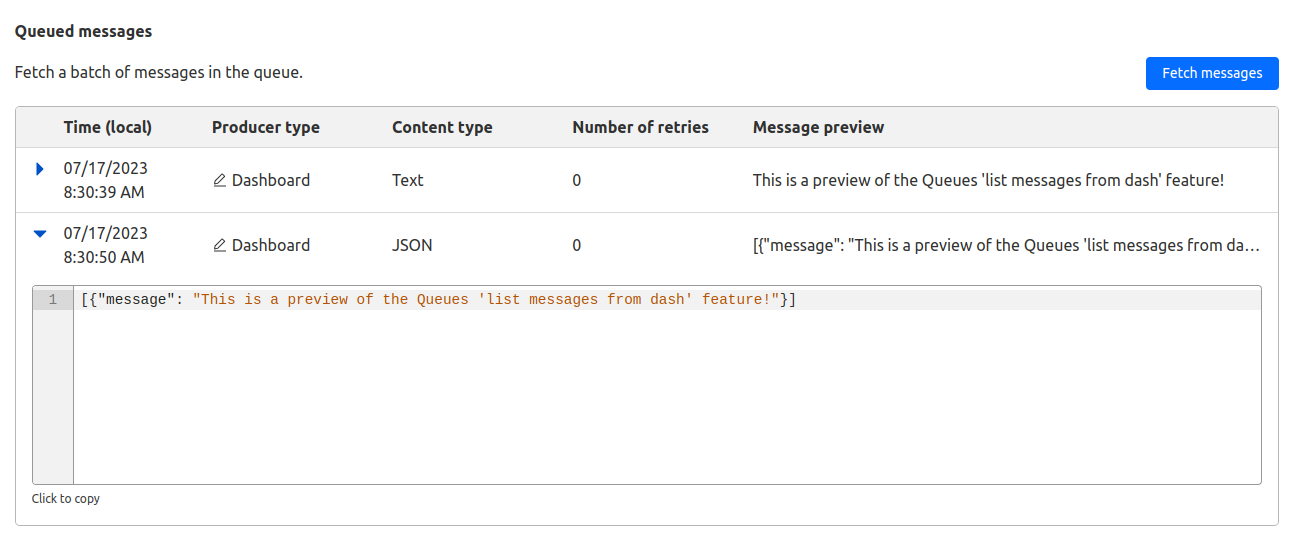 Queued messages
Fetch a batch of messages in the queue.
Fetch messages
Time (local) Producer type Content type Number of retries Message preview
07/17/2023
8:30:39 AM
Dashboard Text 0 This is a preview of the Queues 'list messages from dash' feature!
07/17/2023
8:30:50 AM
Dashboard JSON 0 [{"message": "This is a preview of the Queues 'list messages from da...
1 [{"message": "This is a preview of the Queues 'list messages from dash' feature!"}]
Click to copy